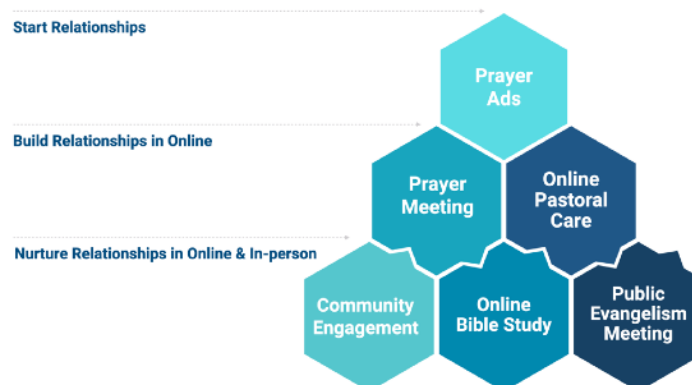 Start Relationships
Prayer
Ads
Build Relationships in Online
Prayer
Meeting
Online
Pastoral
Care
Nurture Relationships in Online & In-person
Community
Engagement
Online
Bible Study
Public
Evangelism
Meeting